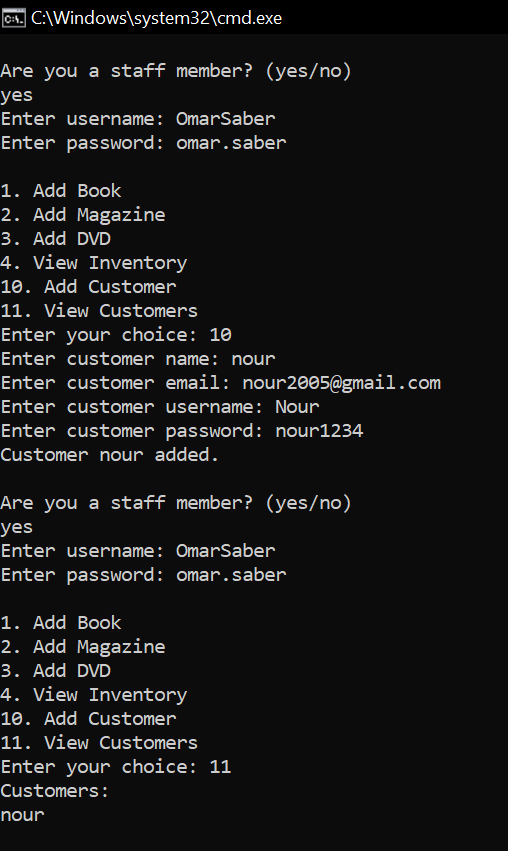 C:\Windows\system32\cmd.exe
Are you a staff member? (yes/no)
yes
Enter username: OmarSaber
Enter password: omar.saber
1. Add Book
2. Add Magazine
3. Add DVD
4. View Inventory
10. Add Customer
11. View Customers
Enter your choice: 10
Enter customer name: nour
Enter customer email: nour2005@gmail.com
Enter customer username: Nour
Enter customer password: nour1234
Customer nour added.
Are you a staff member? (yes/no)
yes
Enter username: OmarSaber
Enter password: omar.saber
1. Add Book
2. Add Magazine
3. Add DVD
4. View Inventory
10. Add Customer
11. View Customers
Enter your choice: 11
Customers:
nour